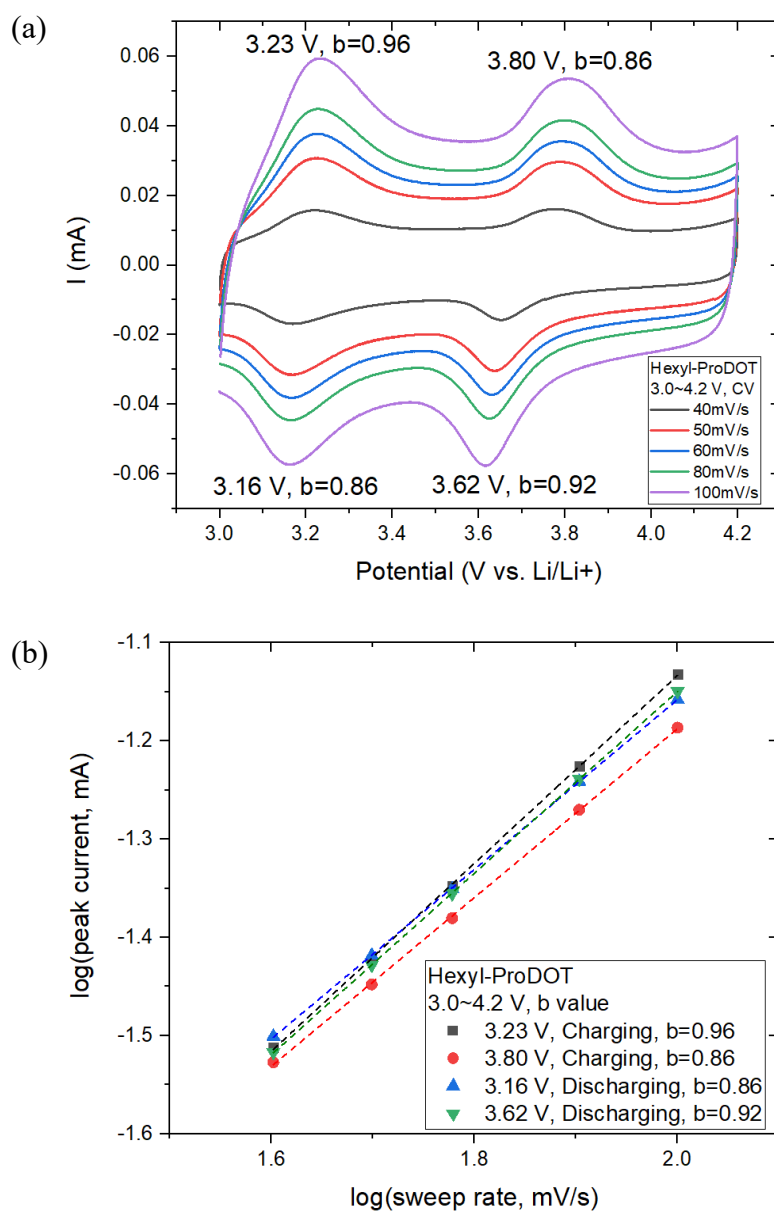 (a)
3.23 V, b=0.96
3.80 V, b=0.86
0.06
0.04
0.02
0.00
-0.02
-0.04
-0.06
I (mA)
Hexyl-ProDOT
3.0~4.2 V, CV
40mV/s
50mV/s
60mV/s
80mV/s
100mV/s
3.16 V, b=0.86
3.62 V, b=0.92
3.0 3.2 3.4 3.6 3.8 4.0 4.2
Potential (V vs. Li/Li+)
(b)
-1.1
-1.2
-1.3
-1.4
-1.5
-1.6
log(peak current, mA)
Hexyl-ProDOT
3.0~4.2 V, b value
3.23 V, Charging, b=0.96
3.80 V, Charging, b=0.86
3.16 V, Discharging, b=0.86
3.62 V, Discharging, b=0.92
1.6 1.8 2.0
log(sweep rate, mV/s)